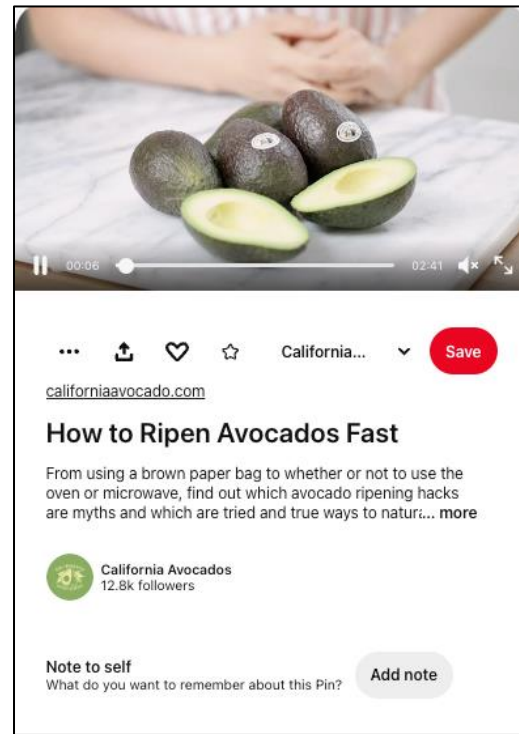 00:06
02:41
California...
Save
californiaavocado.com
How to Ripen Avocados Fast
From using a brown paper bag to whether or not to use the
oven or microwave, find out which avocado ripening hacks
are myths and which are tried and true ways to natur... more
California Avocados
12.8k followers
Note to self
What do you want to remember about this Pin?
Add note